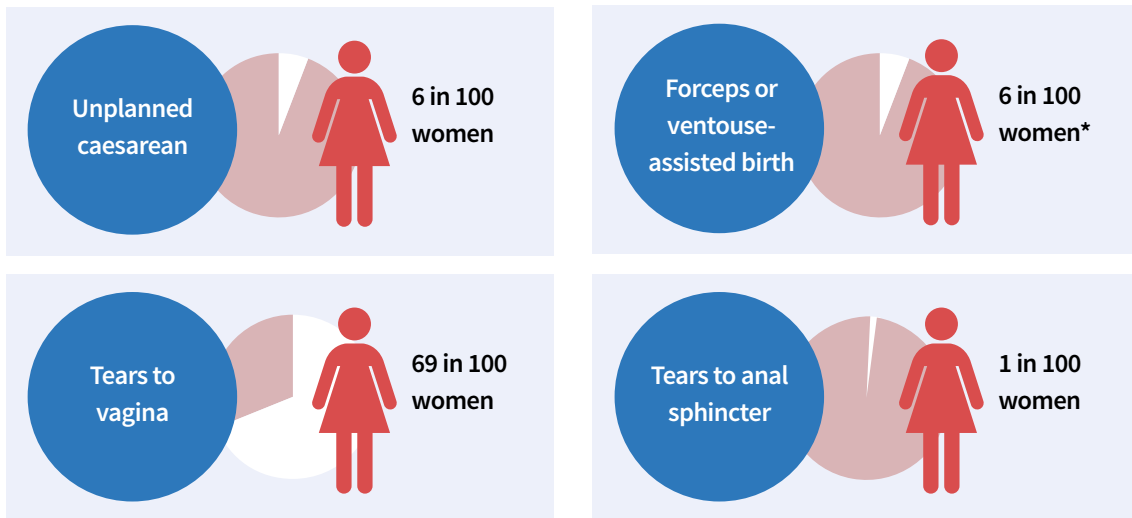 Unplanned
caesarean
6 in 100
women
Forceps or
ventouse-
assisted birth
6 in 100
women*
Tears to
vagina
69 in 100
women
Tears to anal
sphincter
1 in 100
women